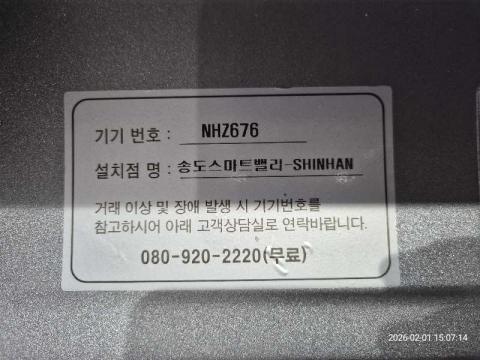 기기 번호 : NHZ676
설치점 명 : 송도스마트밸리-SHINHAN
거래 이상 및 장애 발생 시 기기번호를
참고하시어 아래 고객상담실로 연락바랍니다.
080-920-2220(무료)
2026-02-01 15:07:14